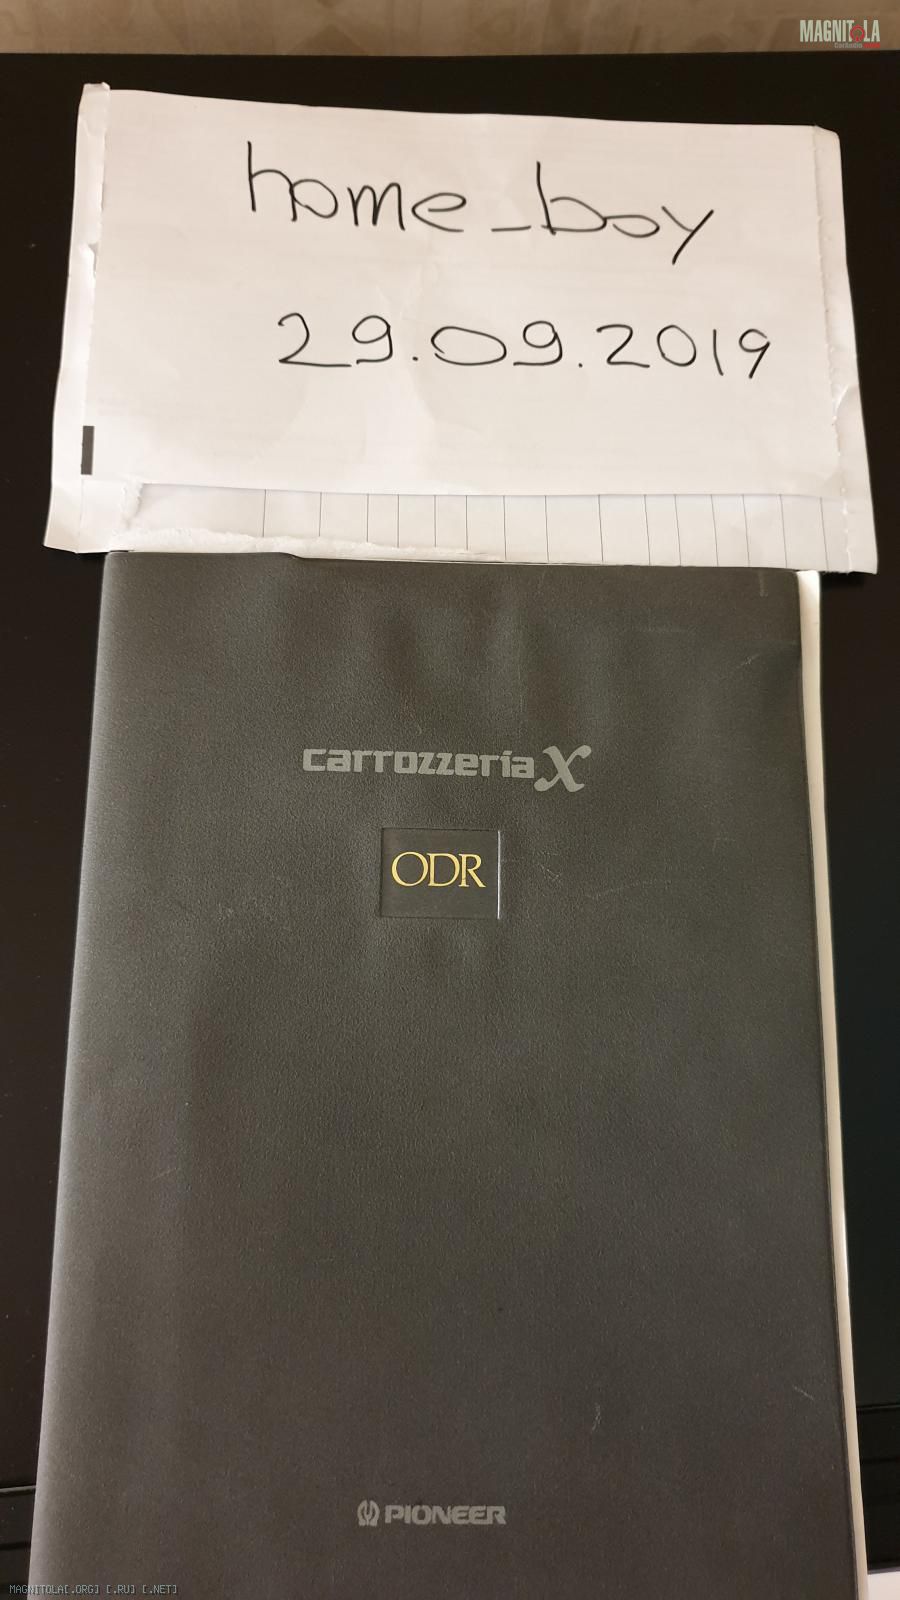 MAGNITOLA
home_boy
29.09.2019
carrozzeria X
ODR
PIONEER
MAGNITOLA[.ORG] [.RU] [.NET]